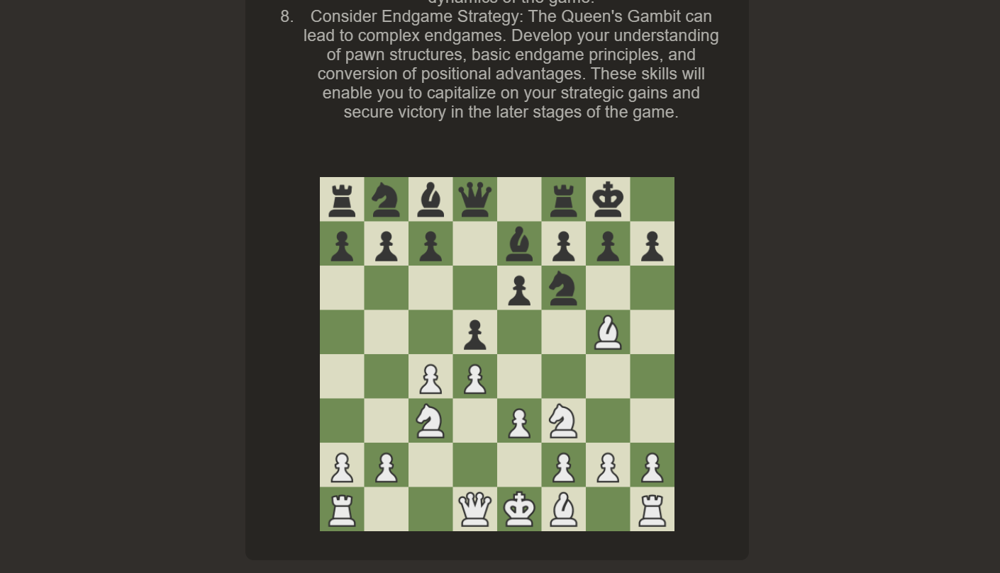 dynamics of the game.
8. Consider Endgame Strategy: The Queen's Gambit can
lead to complex endgames. Develop your understanding
of pawn structures, basic endgame principles, and
conversion of positional advantages. These skills will
enable you to capitalize on your strategic gains and
secure victory in the later stages of the game.